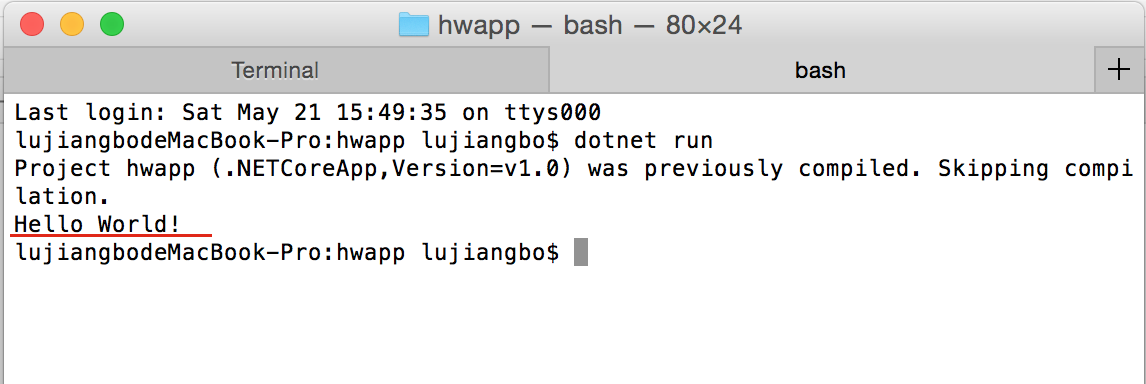 hwapp — bash — 80×24
Terminal
bash
Last login: Sat May 21 15:49:35 on ttys000
lujiangbodeMacBook-Pro:hwapp lujiangbo$ dotnet run
Project hwapp (.NETCoreApp,Version=v1.0) was previously compiled. Skipping compi
lation.
Hello World!
lujiangbodeMacBook-Pro:hwapp lujiangbo$